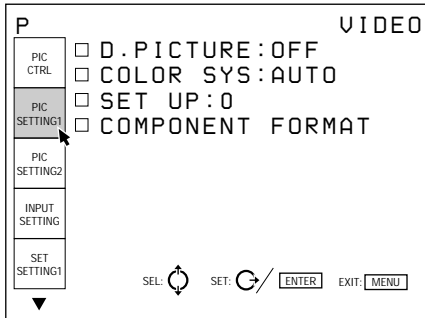 P VIDEO
PIC
CTRL
PIC
SETTING1
PIC
SETTING2
INPUT
SETTING
SET
SETTING1
D.PICTURE:OFF
COLOR SYS:AUTO
SET UP:0
COMPONENT FORMAT
SEL: SET: / ENTER EXIT: MENU